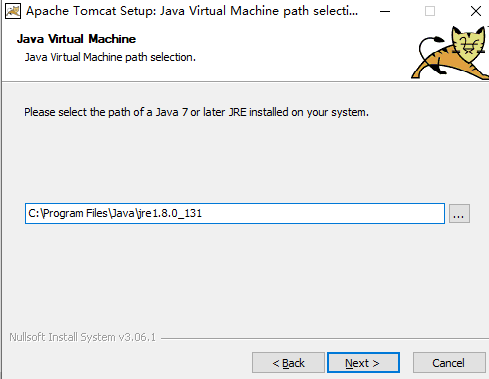 Apache Tomcat Setup: Java Virtual Machine path selecti...
Java Virtual Machine
Java Virtual Machine path selection.
Please select the path of a Java 7 or later JRE installed on your system.
C:\Program Files\Java\jre1.8.0_131
...
Nullsoft Install System v3.06.1
< Back
Next >
Cancel